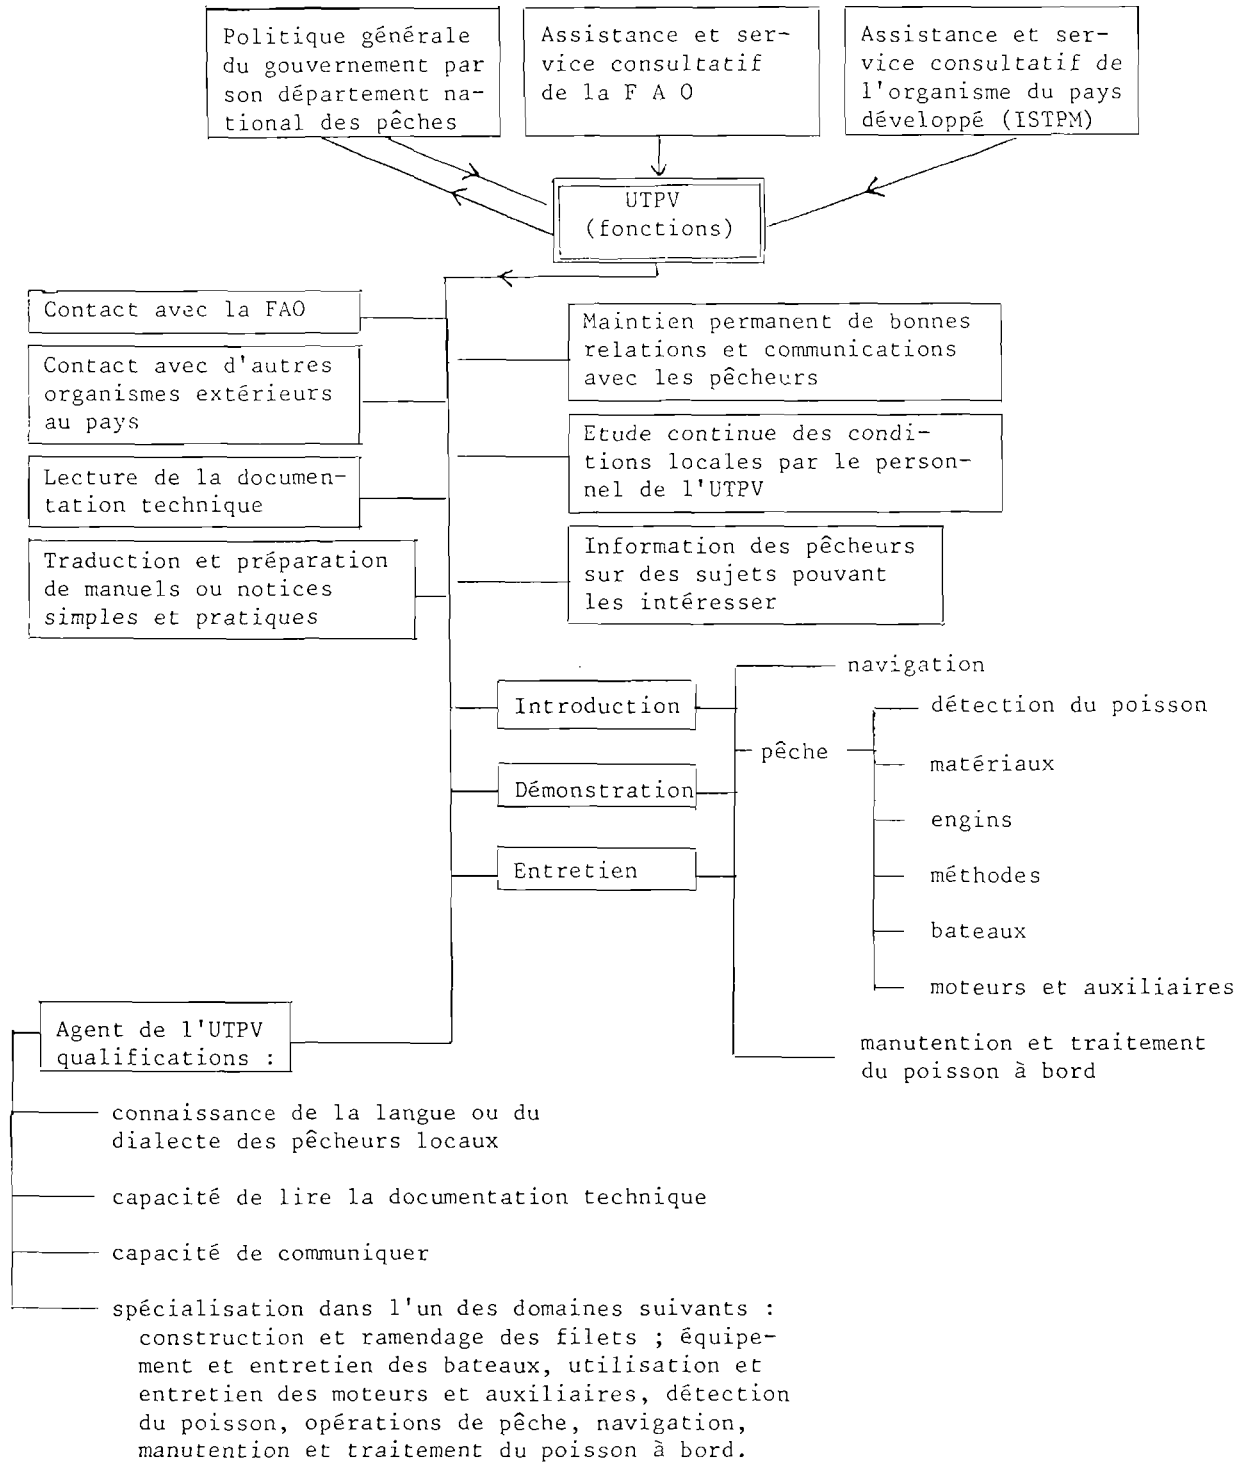 Politique générale
du gouvernement par
son département na-
tional des pêches
Assistance et ser-
vice consultatif
de la F A O
Assistance et ser-
vice consultatif de
l'organisme du pays
développé (ISTPM)
UTPV
(fonctions)
Contact avec la FAO
Contact avec d'autres
organismes extérieurs
au pays
Lecture de la documen-
tation technique
Traduction et préparation
de manuels ou notices
simples et pratiques
Maintien permanent de bonnes
relations et communications
avec les pêcheurs
Etude continue des condi-
tions locales par le person-
nel de l'UTPV
Information des pêcheurs
sur des sujets pouvant
les intéresser
Introduction
Démonstration
Entretien
navigation
pêche
détection du poisson
matériaux
engins
méthodes
bateaux
moteurs et auxiliaires
manutention et traitement
du poisson à bord
Agent de l'UTPV
qualifications :
connaissance de la langue ou du
dialecte des pêcheurs locaux
capacité de lire la documentation technique
capacité de communiquer
spécialisation dans l'un des domaines suivants :
construction et ramendage des filets ; équipe-
ment et entretien des bateaux, utilisation et
entretien des moteurs et auxiliaires, détection
du poisson, opérations de pêche, navigation,
manutention et traitement du poisson à bord.